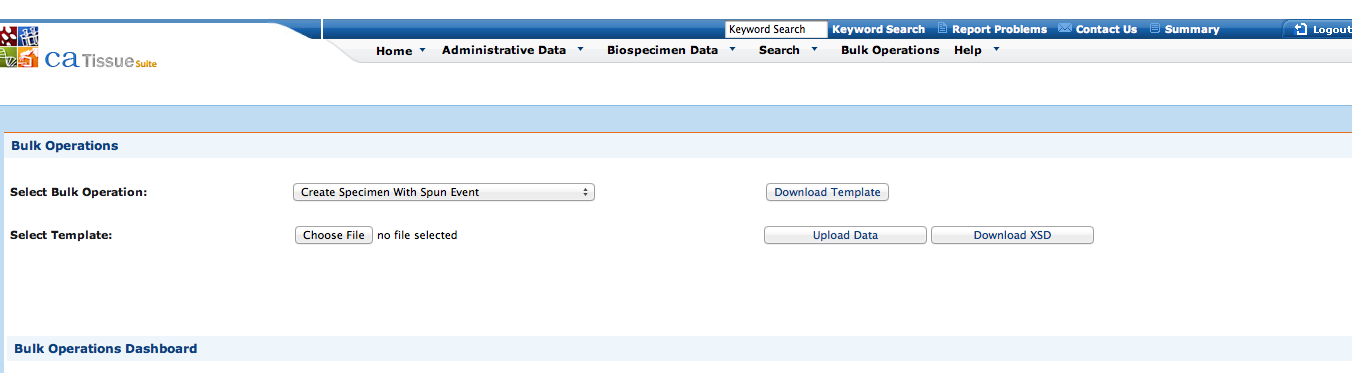 Keyword Search Keyword Search Report Problems Contact Us Summary Logout
Home Administrative Data Biospecimen Data Search Bulk Operations Help
ca Tissue Suite
Bulk Operations
Select Bulk Operation: Create Specimen With Spun Event Download Template
Select Template: Choose File no file selected Upload Data Download XSD
Bulk Operations Dashboard